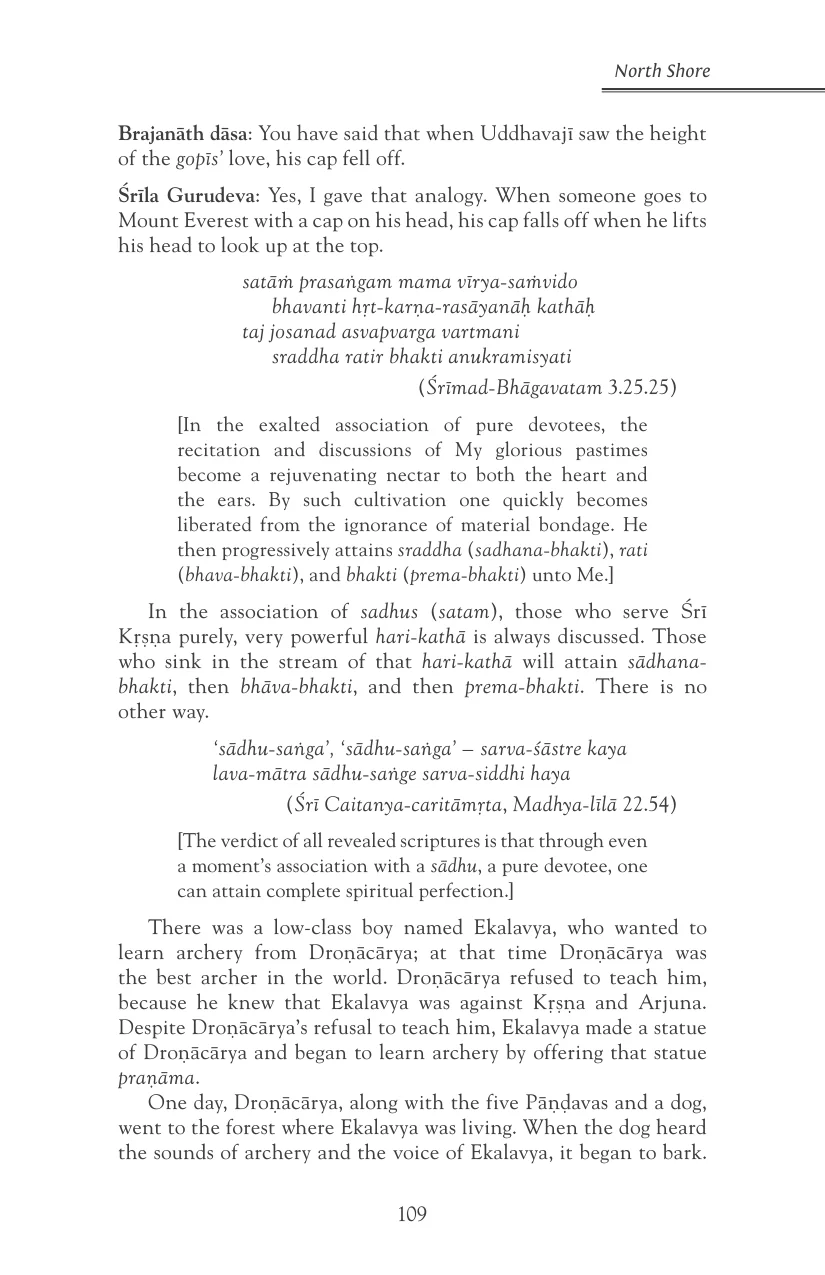 North Shore
Brajanāth dāsa: You have said that when Uddhavajī saw the height
of the gopīs’ love, his cap fell off.
Śrīla Gurudeva: Yes, I gave that analogy. When someone goes to
Mount Everest with a cap on his head, his cap falls off when he lifts
his head to look up at the top.
satāṁ prasaṅgam mama vīrya-saṁvido
bhavanti hṛt-karṇa-rasāyanāḥ kathāḥ
taj josanad asvapvarga vartmani
sraddha ratir bhakti anukramisyati
(Śrīmad-Bhāgavatam 3.25.25)
[In the exalted association of pure devotees, the
recitation and discussions of My glorious pastimes
become a rejuvenating nectar to both the heart and
the ears. By such cultivation one quickly becomes
liberated from the ignorance of material bondage. He
then progressively attains sraddha (sadhana-bhakti), rati
(bhava-bhakti), and bhakti (prema-bhakti) unto Me.]
In the association of sadhus (satam), those who serve Śrī
Kṛṣṇa purely, very powerful hari-kathā is always discussed. Those
who sink in the stream of that hari-kathā will attain sādhana-
bhakti, then bhāva-bhakti, and then prema-bhakti. There is no
other way.
‘sādhu-saṅga’, ‘sādhu-saṅga’ – sarva-śāstre kaya
lava-mātra sādhu-saṅge sarva-siddhi haya
(Śrī Caitanya-caritāmṛta, Madhya-līlā 22.54)
[The verdict of all revealed scriptures is that through even
a moment’s association with a sādhu, a pure devotee, one
can attain complete spiritual perfection.]
There was a low-class boy named Ekalavya, who wanted to
learn archery from Droṇācārya; at that time Droṇācārya was
the best archer in the world. Droṇācārya refused to teach him,
because he knew that Ekalavya was against Kṛṣṇa and Arjuna.
Despite Droṇācārya’s refusal to teach him, Ekalavya made a statue
of Droṇācārya and began to learn archery by offering that statue
praṇāma.
One day, Droṇācārya, along with the five Pāṇḍavas and a dog,
went to the forest where Ekalavya was living. When the dog heard
the sounds of archery and the voice of Ekalavya, it began to bark.
109